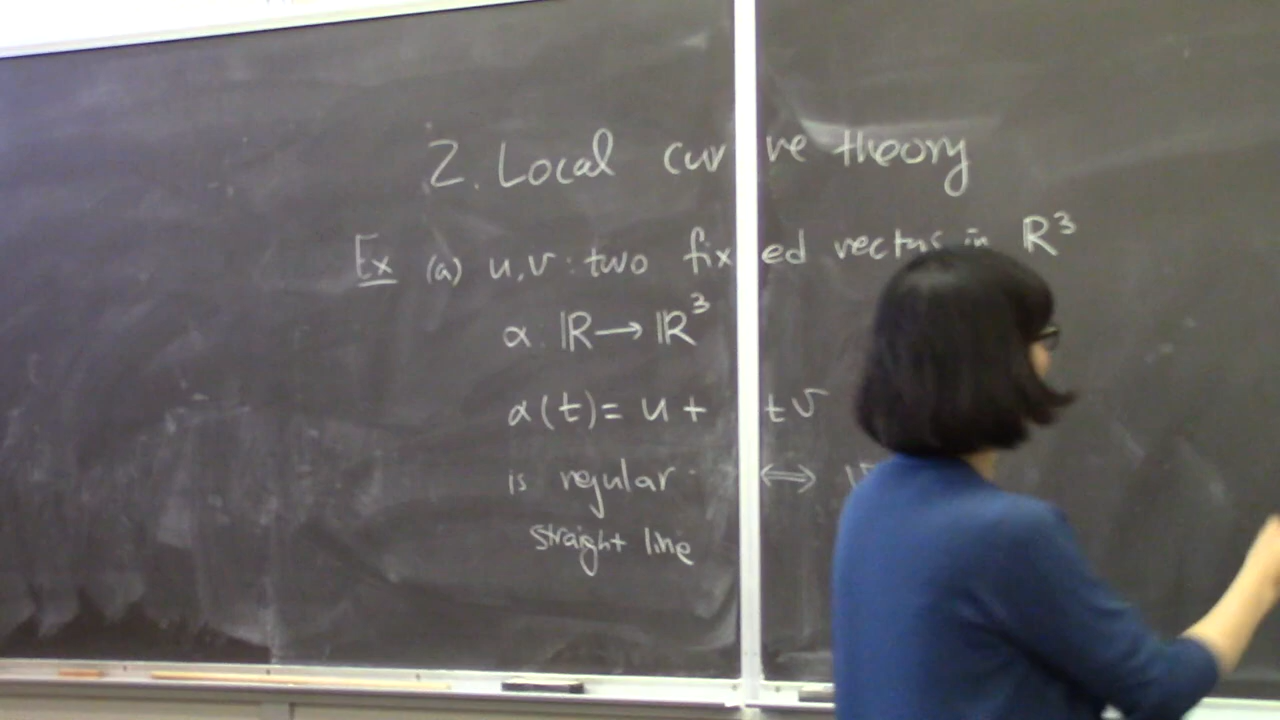 2. Local curve theory
Ex (a) u,v: two fixed vectors in R³
α: ℝ → ℝ³
α(t) = u + tv
is regular ⟺
straight line